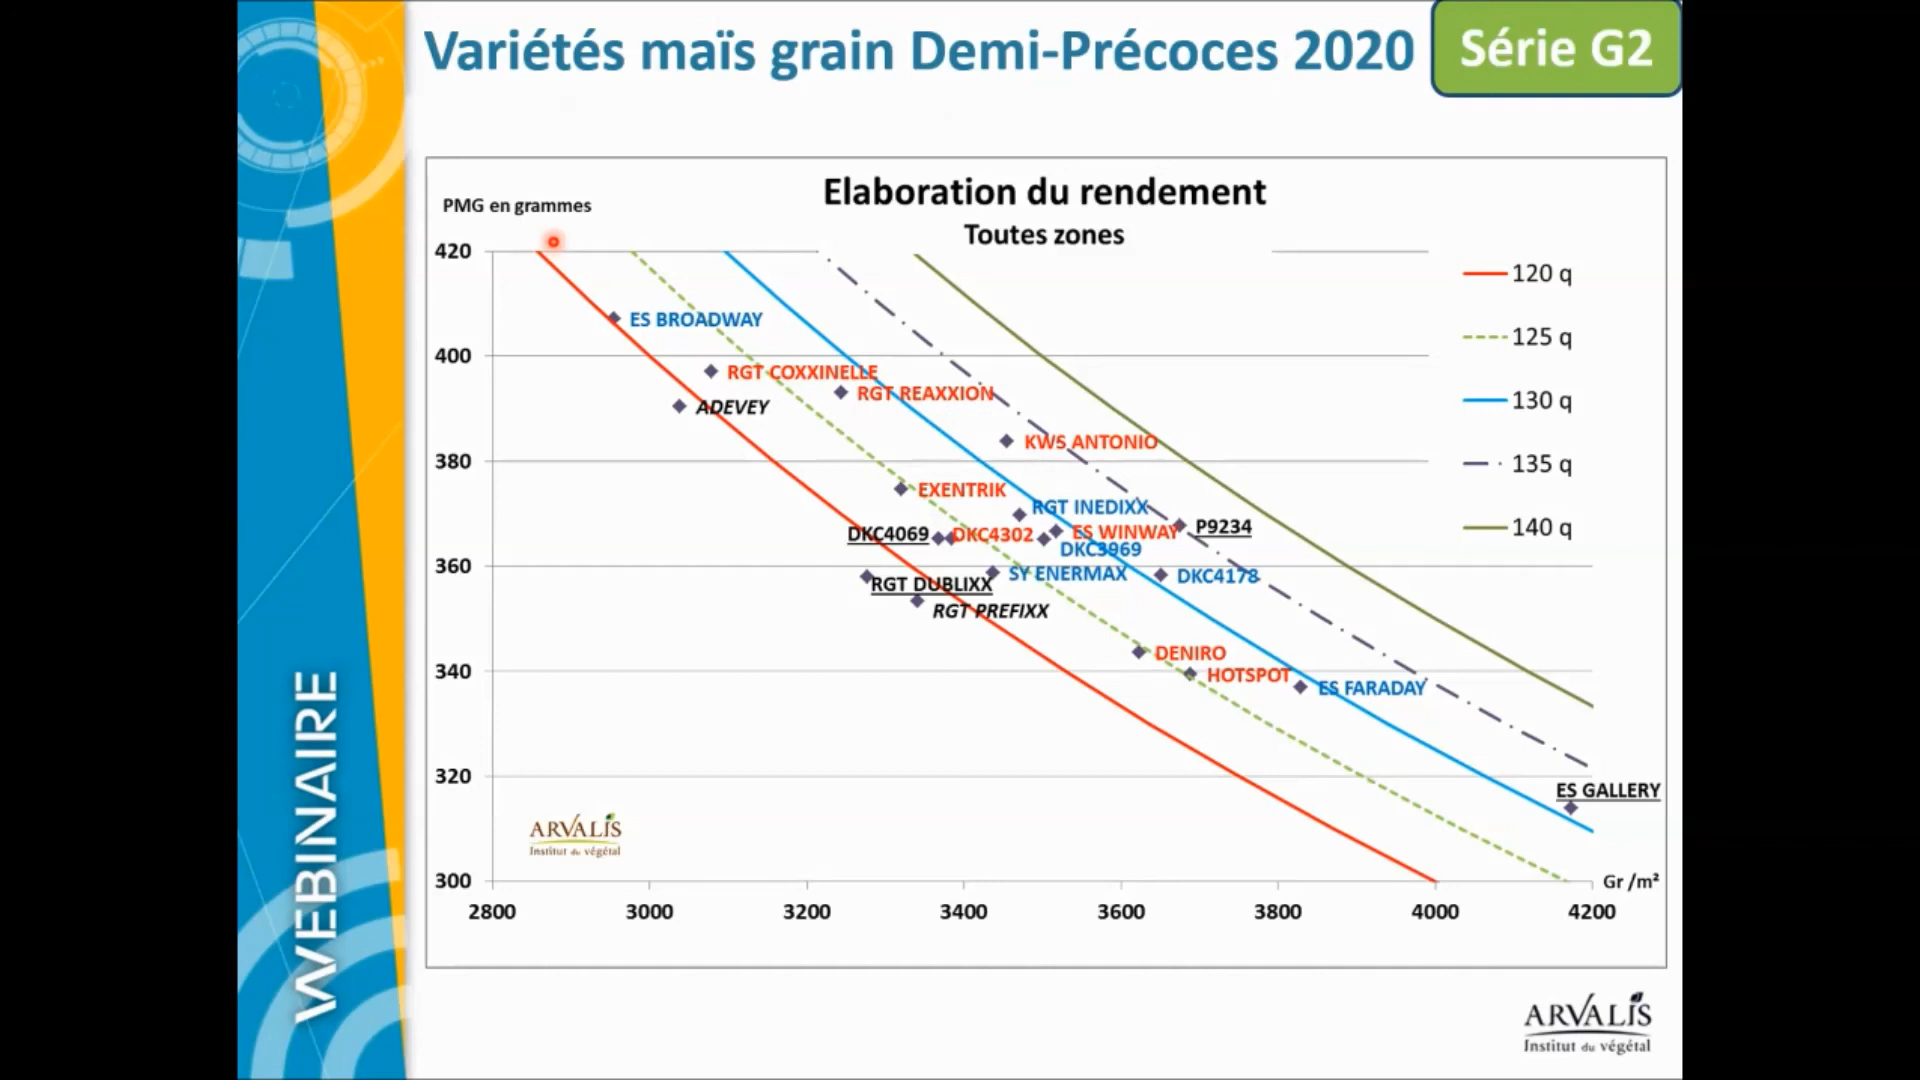 Variétés maïs grain Demi-Précoces 2020
Série G2
Elaboration du rendement
PMG en grammes
Toutes zones
420
120 q
ES BROADWAY
125 q
400
RGT COXXINELLE
RGT REAXXION
130 q
ADEVEY
KWS ANTONIO
380
135 q
EXENTRIK
RGT INEDIXX
P9234
140 q
DKC4069
DKC4302
ES WINWAY
DKC3969
360
SY ENERMAX
DKC4178
RGT DUBLIXX
RGT PREFIXX
DENIRO
340
HOTSPOT
ES FARADAY
320
ES GALLERY
ARVALIS
Institut du végétal
300
Gr /m²
2800
3000
3200
3400
3600
3800
4000
4200
WEBINAIRE
ARVALIS
Institut du végétal